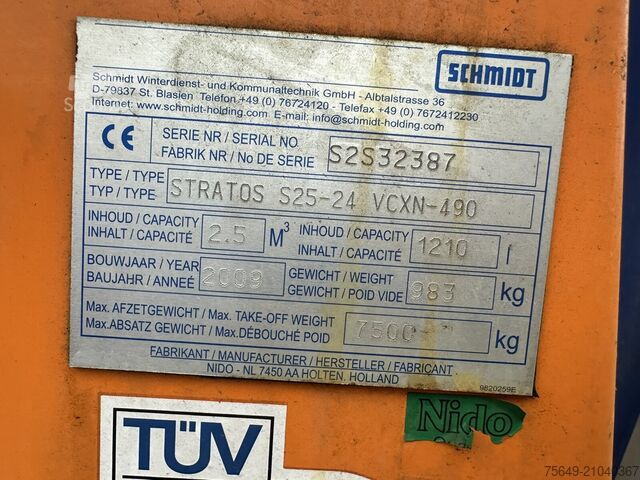 SCHMIDT
Schmidt Winterdienst- und Kommunaltechnik GmbH - Albtalstrasse 36
D-79837 St. Blasien Telefon +49 (0) 76724120 - Telefax +49 (0) 7672412230
Internet: www.schmidt-holding.com. E-mail: info@schmidt-holding.com
CE
SERIE NR / SERIAL NO
FABRIK NR / No DE SERIE
S2S32387
TYPE / TYPE
TYP / TYPE
STRATOS S25-24 VCXN-490
INHOUD / CAPACITY
INHALT / CAPACITÉ
2.5 M3
INHOUD / CAPACITY
INHALT / CAPACITÉ
1210 l
BOUWJAAR / YEAR
BAUJAHR / ANNEÉ
2009
GEWICHT / WEIGHT
GEWICHT / POID VIDE
983 kg
Max. AFZETGEWICHT / Max. TAKE-OFF WEIGHT
Max. ABSATZ GEWICHT / Max. DÉBOUCHÉ POID
7500 kg
FABRIKANT / MANUFACTURER / HERSTELLER / FABRICANT
NIDO - NL 7450 AA HOLTEN. HOLLAND
9820259E
TÜV
Nido
75649-21040367